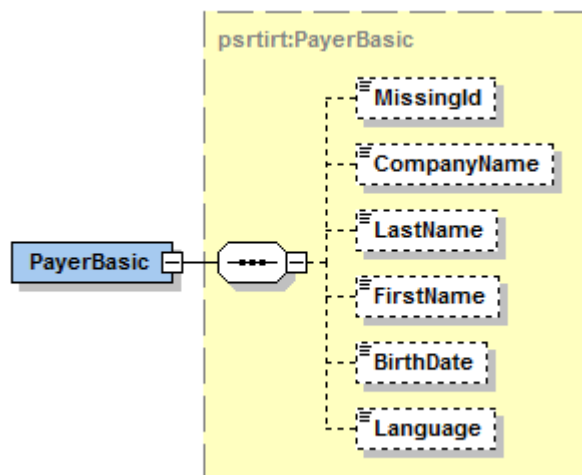 psrtirt:PayerBasic
MissingId
CompanyName
LastName
PayerBasic
FirstName
BirthDate
Language